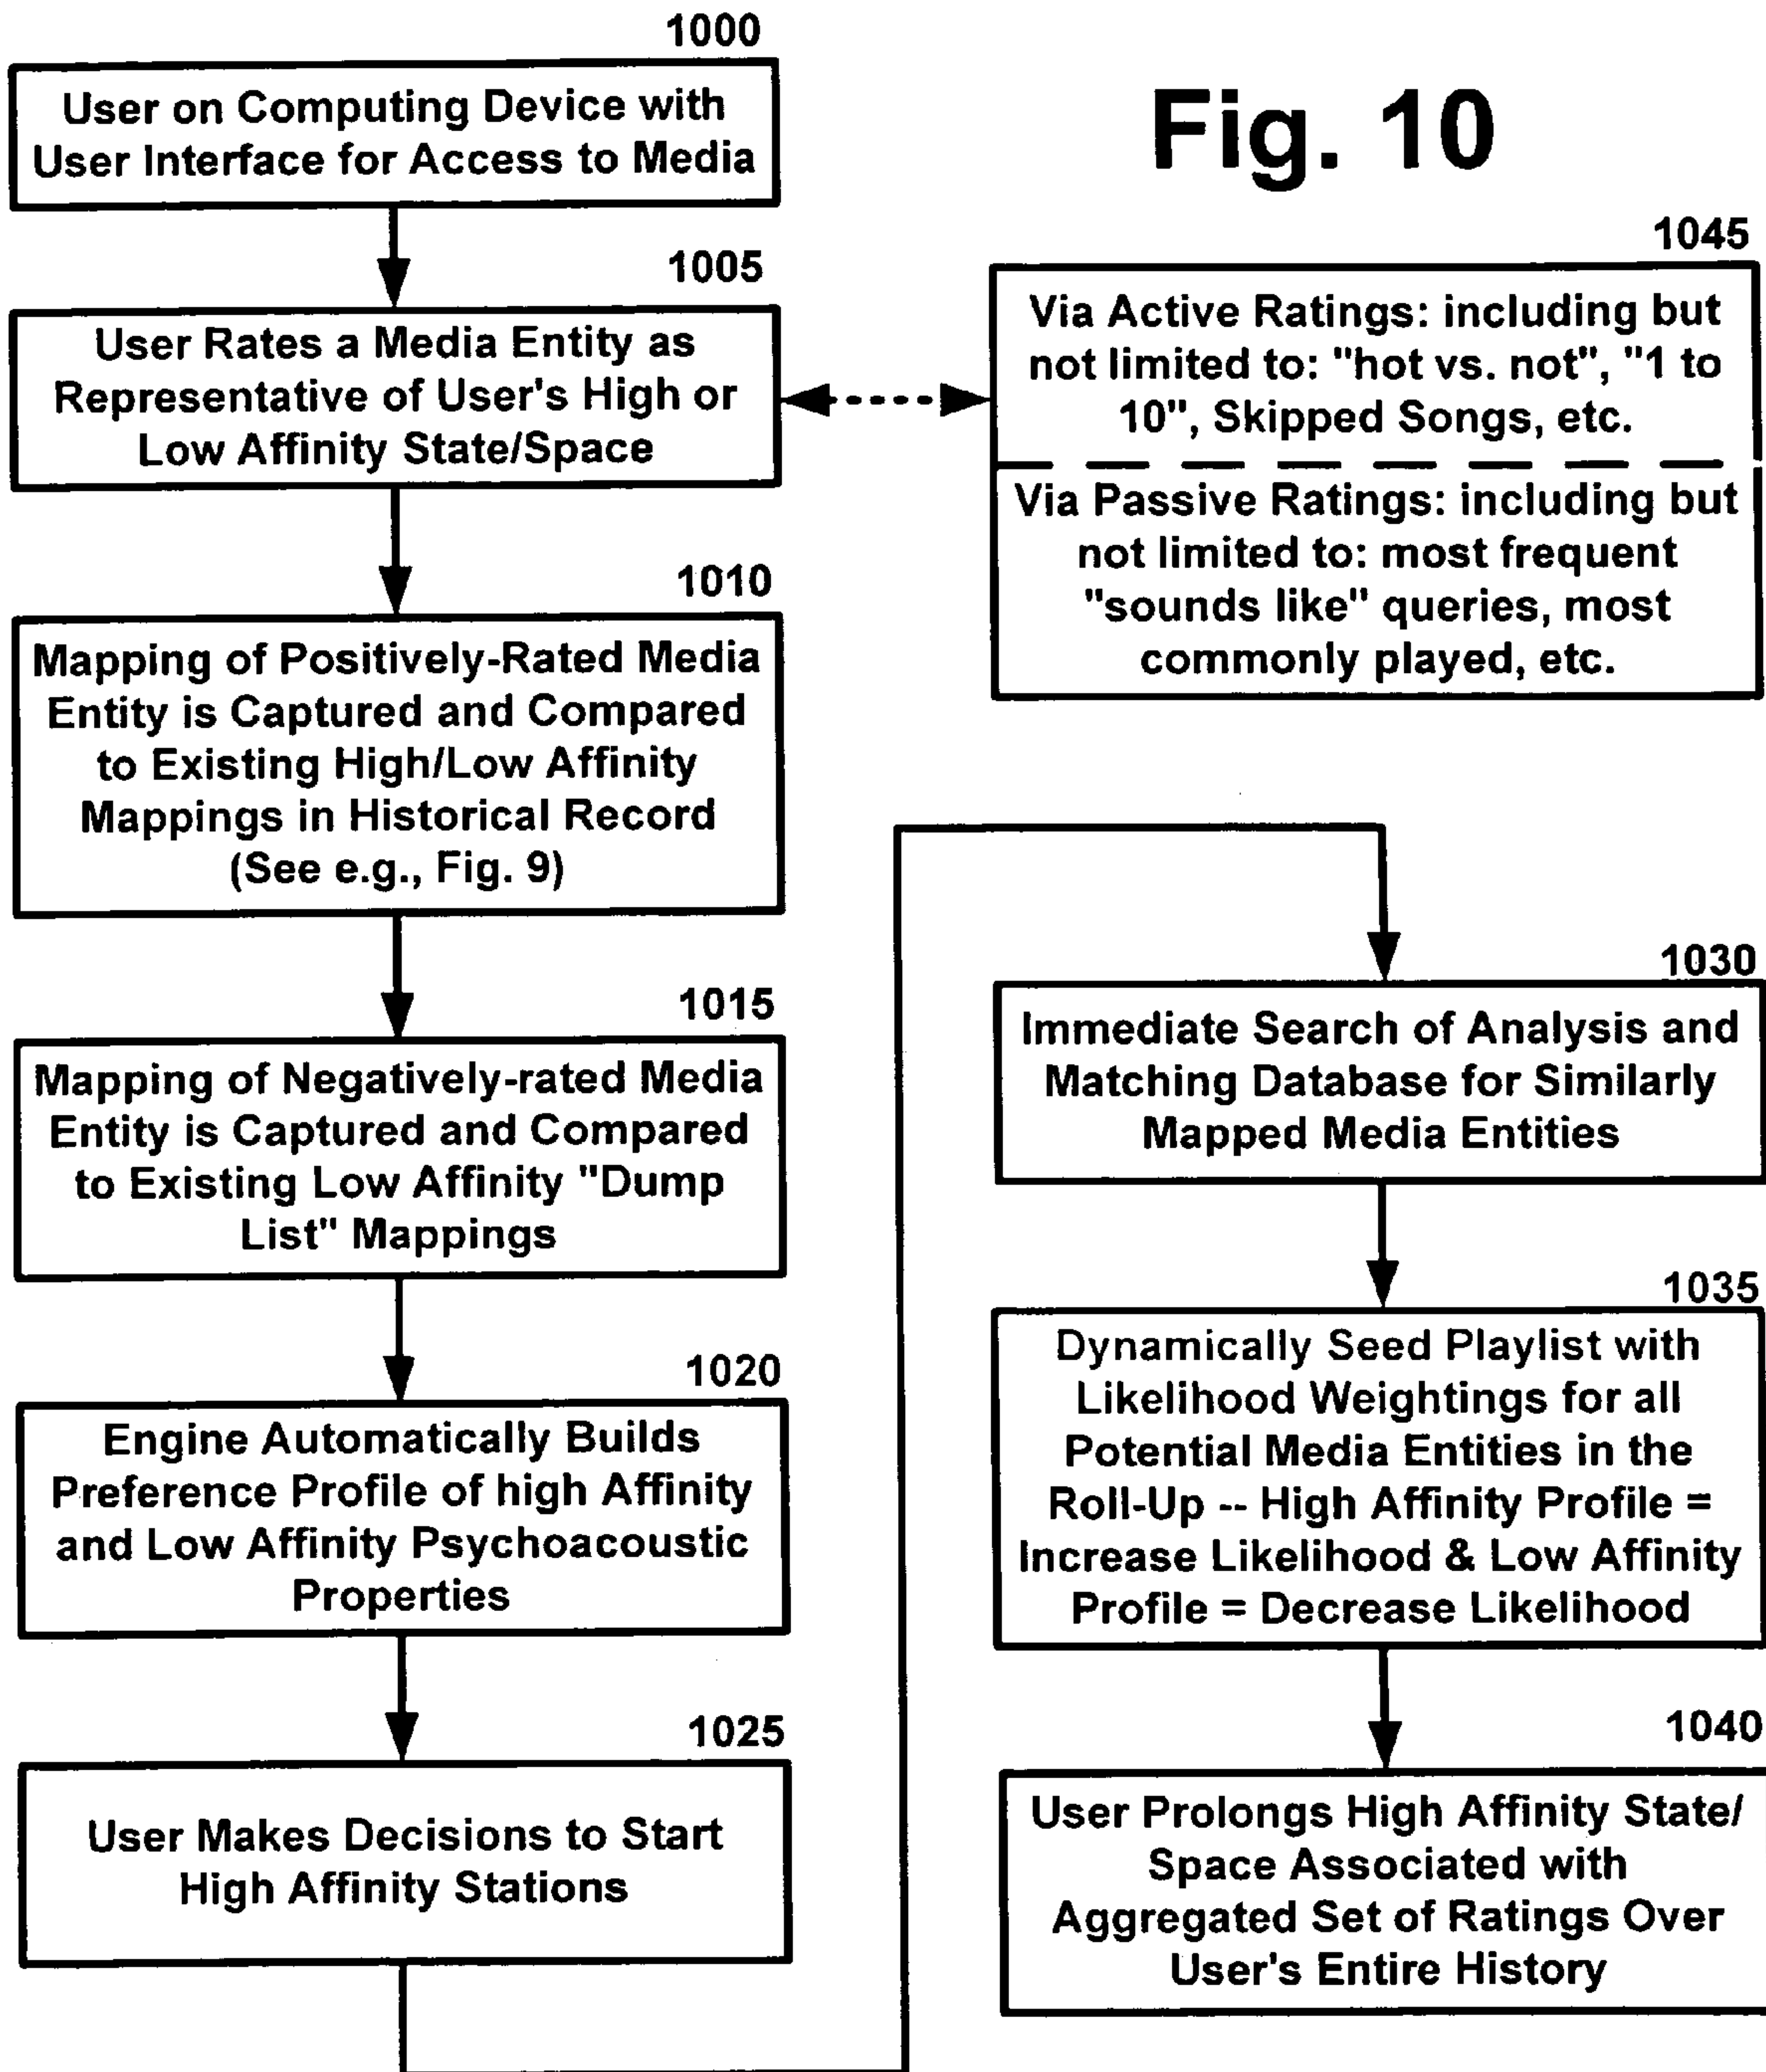 Fig. 10
1000
User on Computing Device with
User Interface for Access to Media
1005
User Rates a Media Entity as
Representative of User's High or
Low Affinity State/Space
1045
Via Active Ratings: including but
not limited to: "hot vs. not", "1 to
10", Skipped Songs, etc.
Via Passive Ratings: including but
not limited to: most frequent
"sounds like" queries, most
commonly played, etc.
1010
Mapping of Positively-Rated Media
Entity is Captured and Compared
to Existing High/Low Affinity
Mappings in Historical Record
(See e.g., Fig. 9)
1015
Mapping of Negatively-rated Media
Entity is Captured and Compared
to Existing Low Affinity "Dump
List" Mappings
1020
Engine Automatically Builds
Preference Profile of high Affinity
and Low Affinity Psychoacoustic
Properties
1025
User Makes Decisions to Start
High Affinity Stations
1030
Immediate Search of Analysis and
Matching Database for Similarly
Mapped Media Entities
1035
Dynamically Seed Playlist with
Likelihood Weightings for all
Potential Media Entities in the
Roll-Up -- High Affinity Profile =
Increase Likelihood & Low Affinity
Profile = Decrease Likelihood
1040
User Prolongs High Affinity State/
Space Associated with
Aggregated Set of Ratings Over
User's Entire History